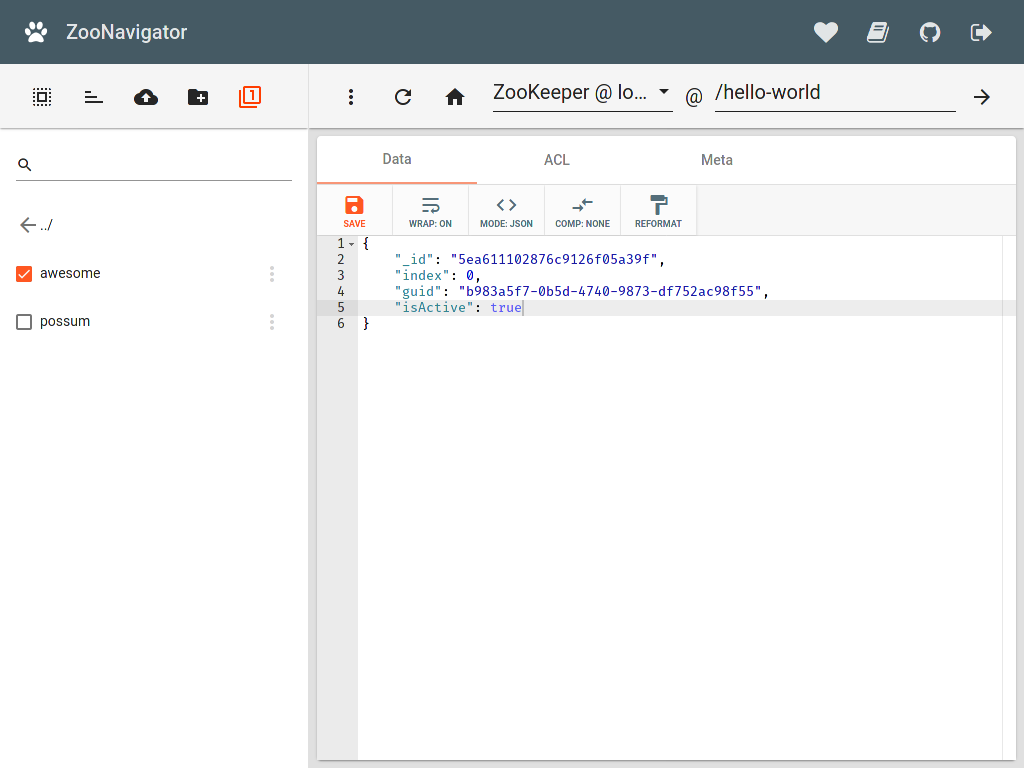 ZooNavigator
1
ZooKeeper @ lo...
@
/hello-world
../
awesome
possum
Data
ACL
Meta
SAVE
WRAP: ON
MODE: JSON
COMP: NONE
REFORMAT
1 {
2 "_id": "5ea611102876c9126f05a39f",
3 "index": 0,
4 "guid": "b983a5f7-0b5d-4740-9873-df752ac98f55",
5 "isActive": true
6 }